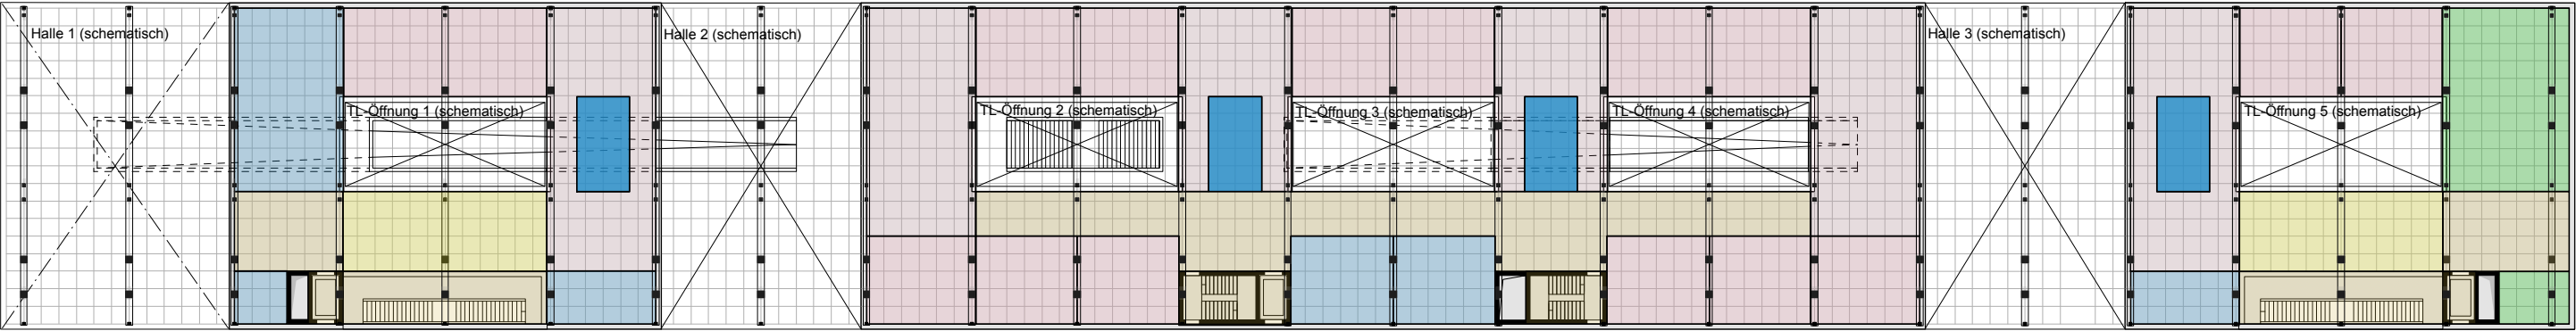 Halle 1 (schematisch)
Halle 2 (schematisch)
Halle 3 (schematisch)
TL-Öffnung 1 (schematisch)
TL-Öffnung 2 (schematisch)
TL-Öffnung 3 (schematisch)
TL-Öffnung 4 (schematisch)
TL-Öffnung 5 (schematisch)